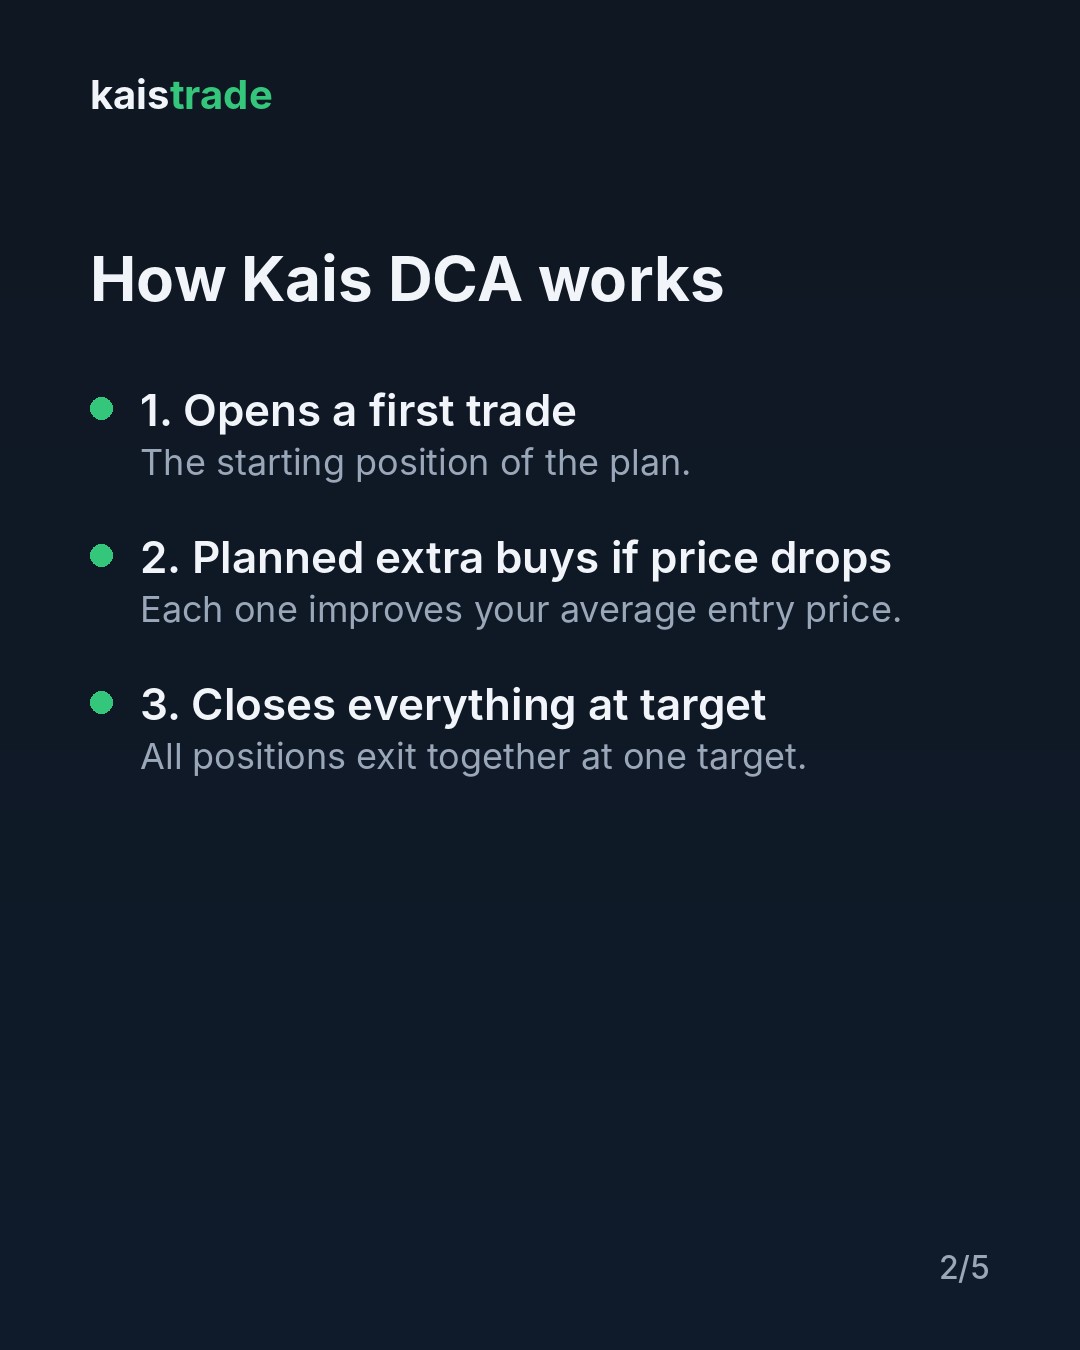 kaistrade
How Kais DCA works
1. Opens a first trade
The starting position of the plan.
2. Planned extra buys if price drops
Each one improves your average entry price.
3. Closes everything at target
All positions exit together at one target.
2/5